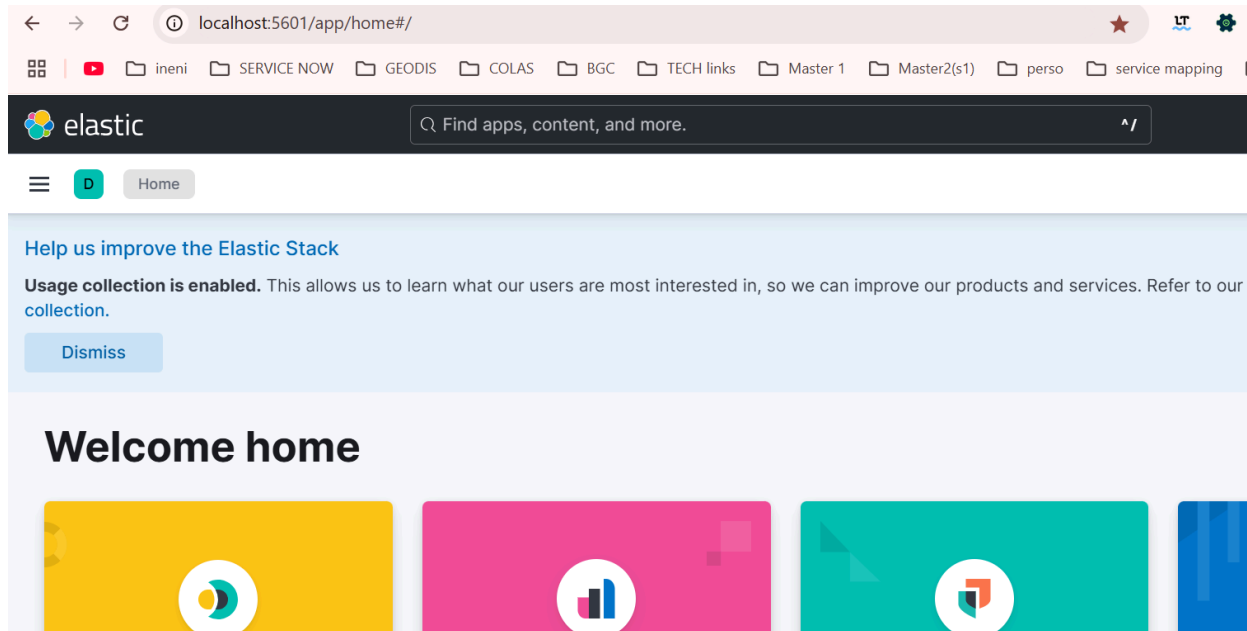 localhost:5601/app/home#/
LT
ineni SERVICE NOW GEODIS COLAS BGC TECH links Master 1 Master2(s1) perso service mapping
elastic Find apps, content, and more. ^/
D Home
Help us improve the Elastic Stack
Usage collection is enabled. This allows us to learn what our users are most interested in, so we can improve our products and services. Refer to our
collection.
Dismiss
Welcome home